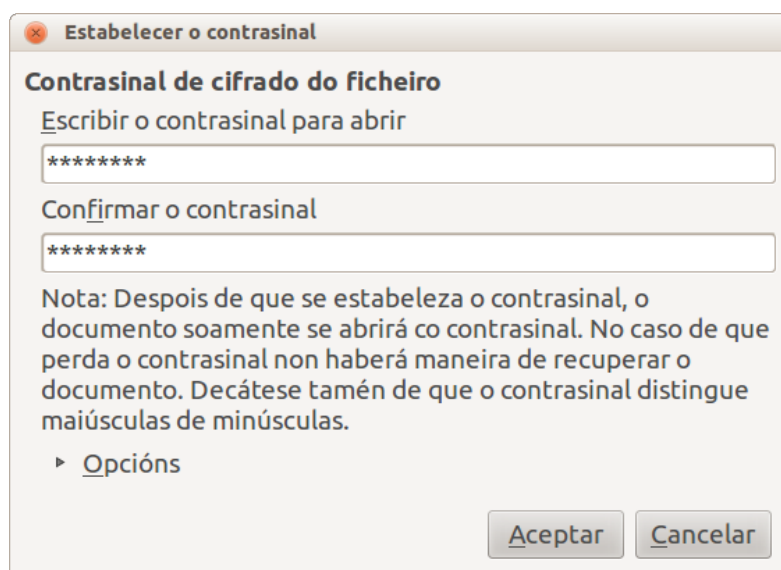 Estabelecer o contrasinal
Contrasinal de cifrado do ficheiro
Escribir o contrasinal para abrir
********
Confirmar o contrasinal
********
Nota: Despois de que se estabeleza o contrasinal, o
documento soamente se abrirá co contrasinal. No caso de que
perda o contrasinal non haberá maneira de recuperar o
documento. Decátese tamén de que o contrasinal distingue
maiúsculas de minúsculas.
Opcións
Aceptar Cancelar